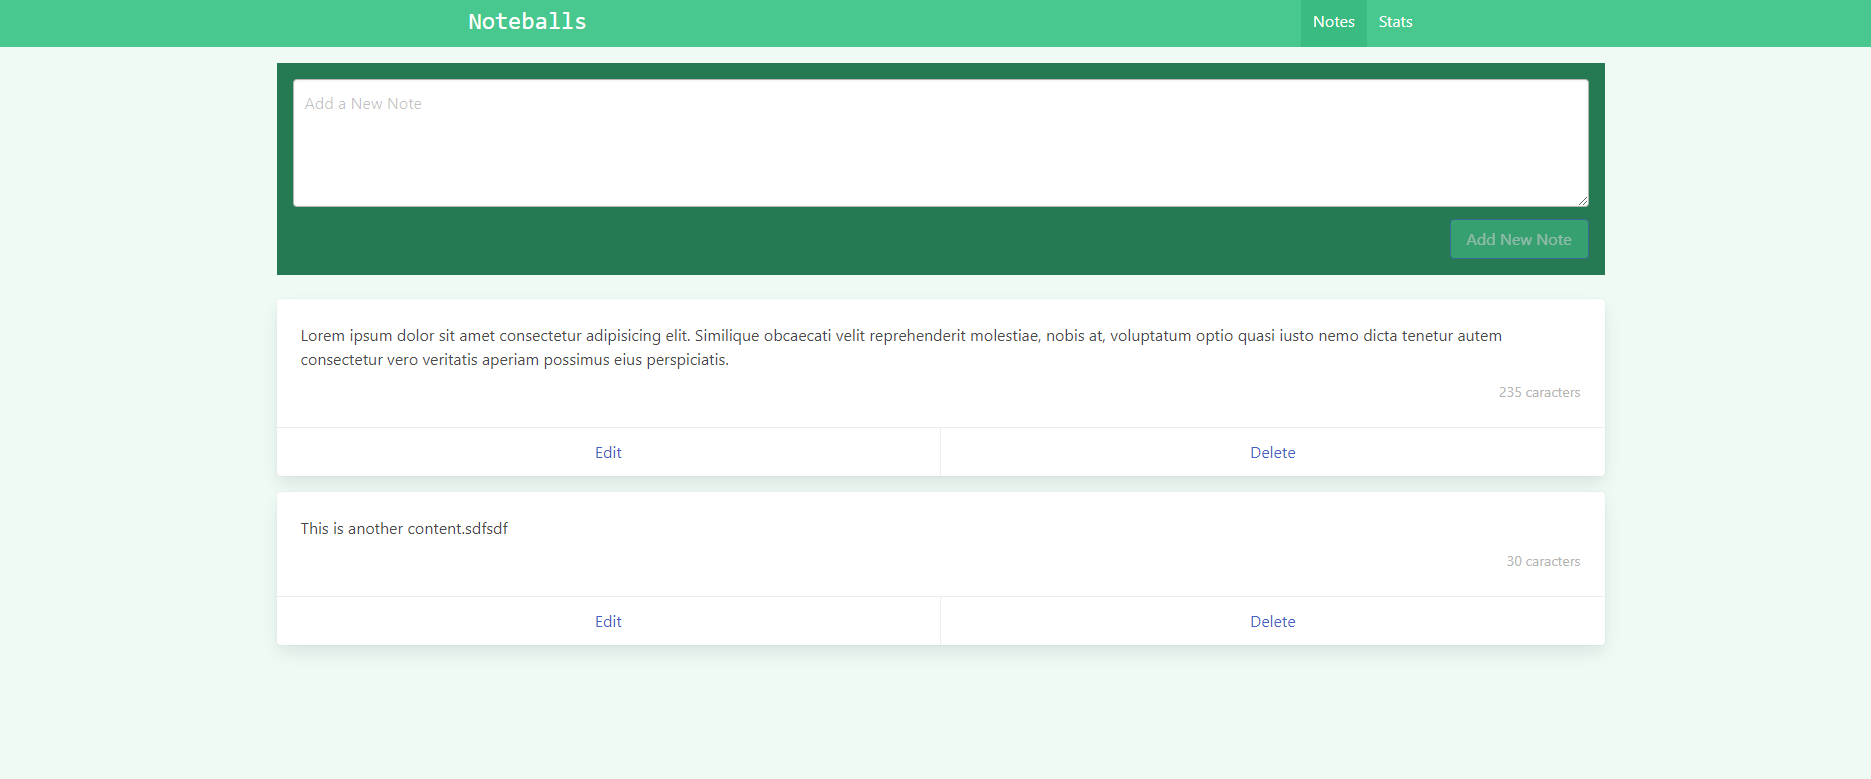 Noteballs
Notes
Stats
Add a New Note
Add New Note
Lorem ipsum dolor sit amet consectetur adipisicing elit. Similique obcaecati velit reprehenderit molestiae, nobis at, voluptatum optio quasi iusto nemo dicta tenetur autem
consectetur vero veritatis aperiam possimus eius perspiciatis.
235 caracters
Edit
Delete
This is another content.sdfsdf
30 caracters
Edit
Delete